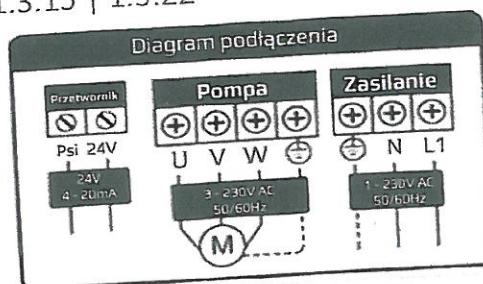 1.3.15 | 1.3.22
Diagram podłączenia
Przetwornik
Psi 24V
24V
4 - 20mA
Pompa
U V W
3 - 230V AC
50/60Hz
M
Zasilanie
N L1
1 - 230V AC
50/60Hz